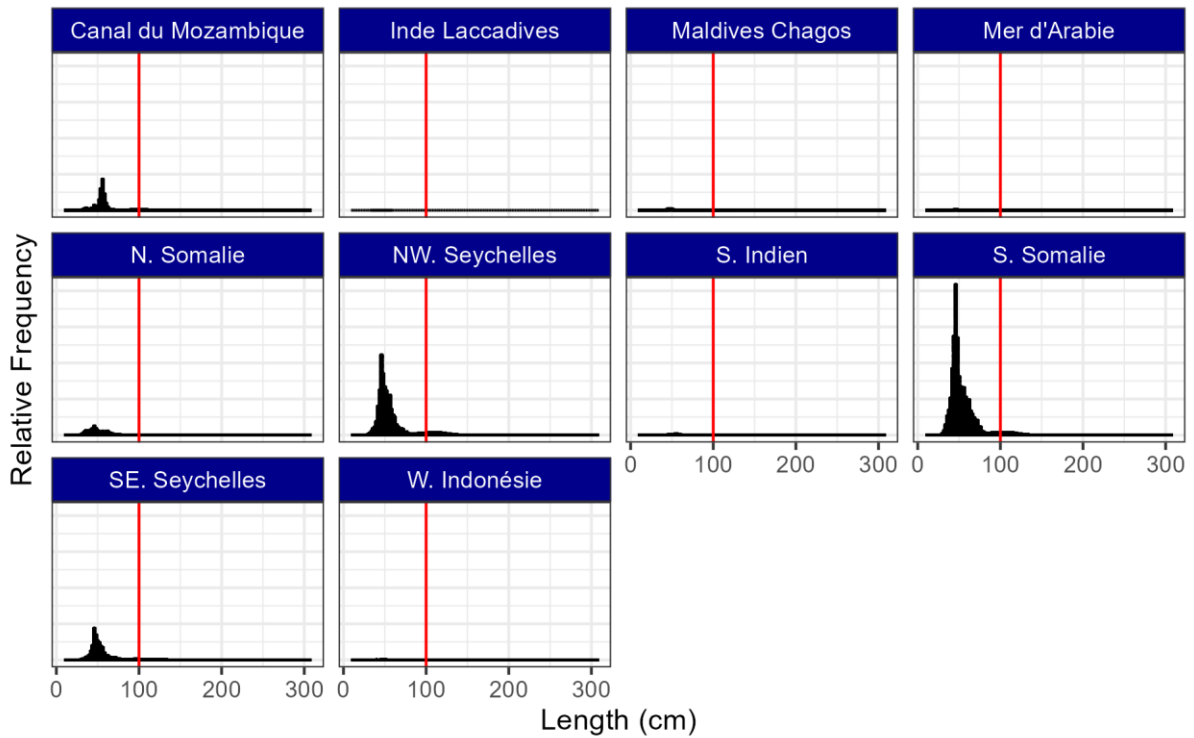 Canal du Mozambique Inde Laccadives Maldives Chagos Mer d'Arabie
N. Somalie NW. Seychelles S. Indien S. Somalie
0 100 200 300 0 100 200 300
SE. Seychelles W. Indonésie
0 100 200 300 0 100 200 300
Relative Frequency
Length (cm)